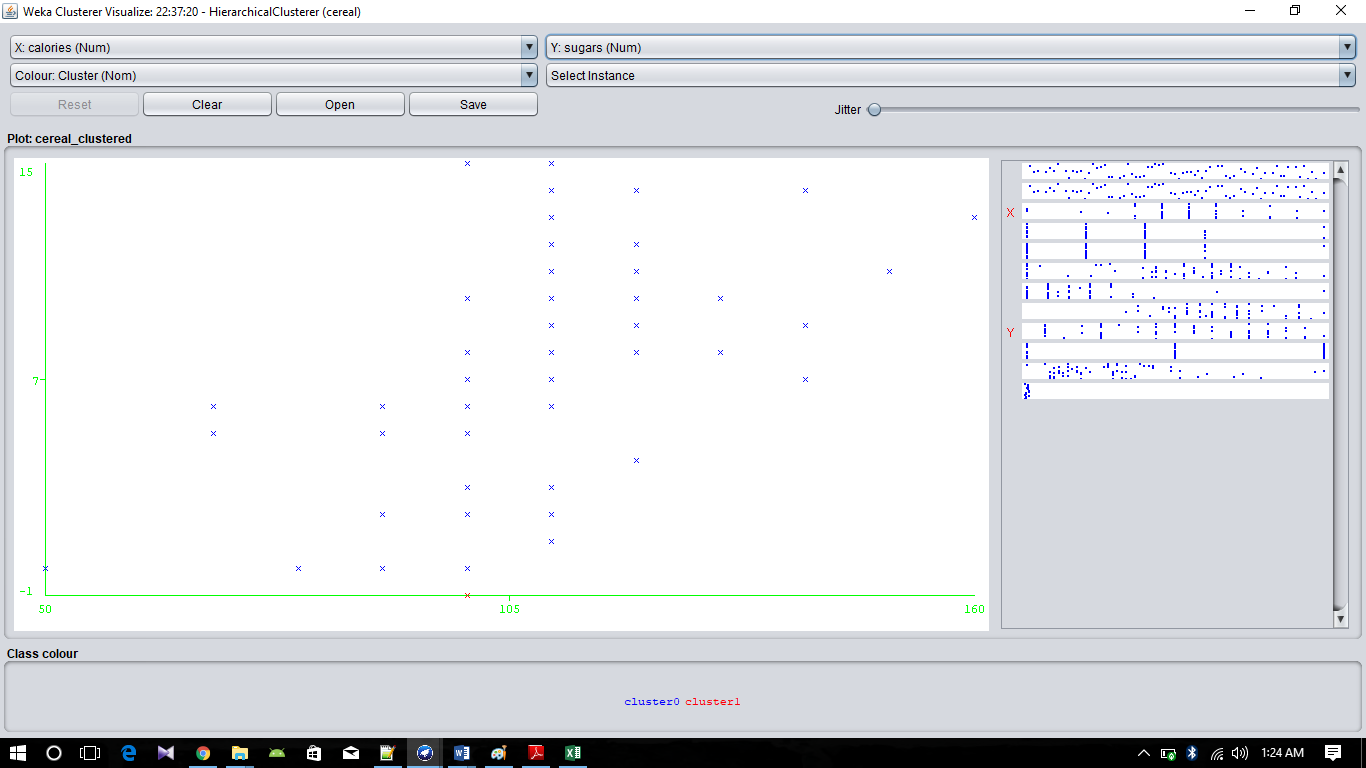 Weka Clusterer Visualize: 22:37:20 - HierarchicalClusterer (cereal)
X: calories (Num) Y: sugars (Num)
Colour: Cluster (Nom) Select Instance
Reset Clear Open Save Jitter
Plot: cereal_clustered
15
7
-1
50 105 160
X
Y
Class colour
cluster0 cluster1
1:24 AM